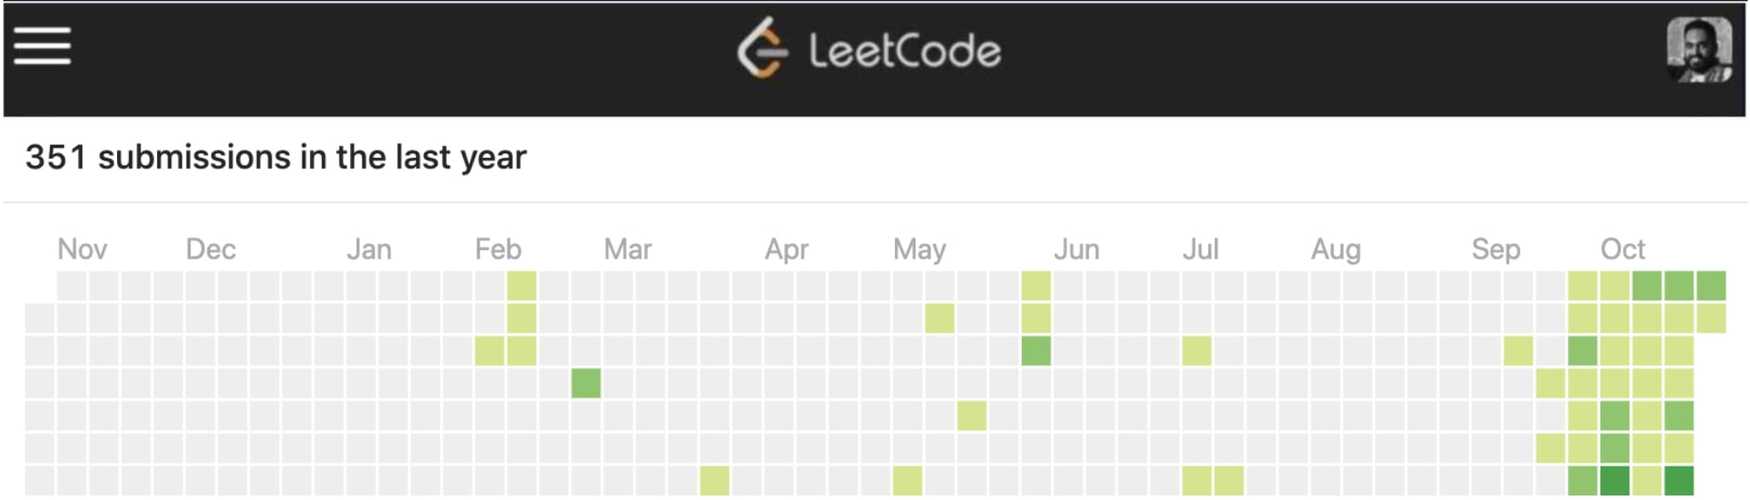 LeetCode
351 submissions in the last year
Nov Dec Jan Feb Mar Apr May Jun Jul Aug Sep Oct